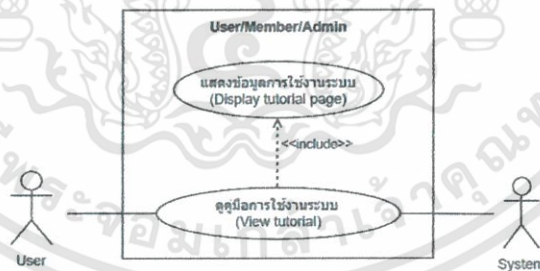 User/Member/Admin
แสดงข้อมูลการใช้งานระบบ
(Display tutorial page)
<<include>>
ดูคู่มือการใช้งานระบบ
(View tutorial)
User
System